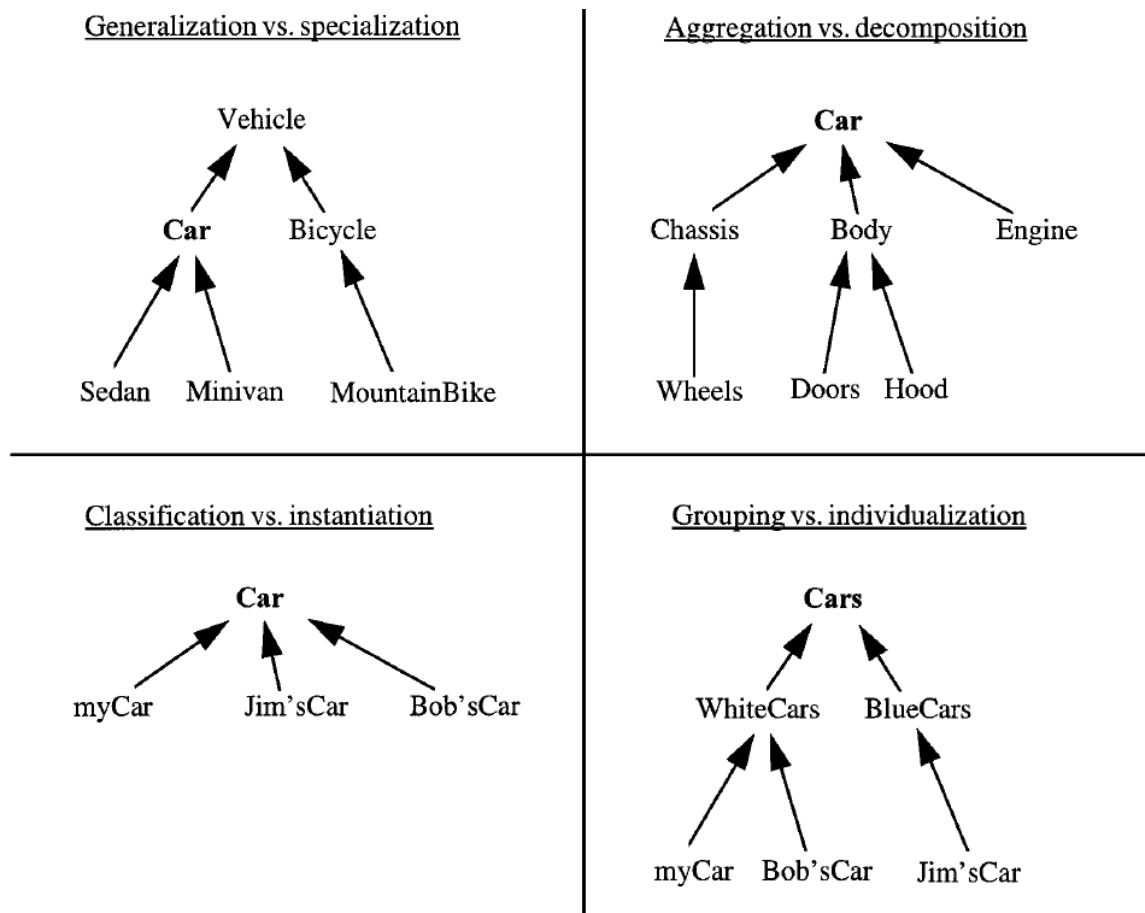 Generalization vs. specialization
Vehicle
Car Bicycle
Sedan Minivan MountainBike
Aggregation vs. decomposition
Car
Chassis Body Engine
Wheels Doors Hood
Classification vs. instantiation
Car
myCar Jim'sCar Bob'sCar
Grouping vs. individualization
Cars
WhiteCars BlueCars
myCar Bob'sCar Jim'sCar